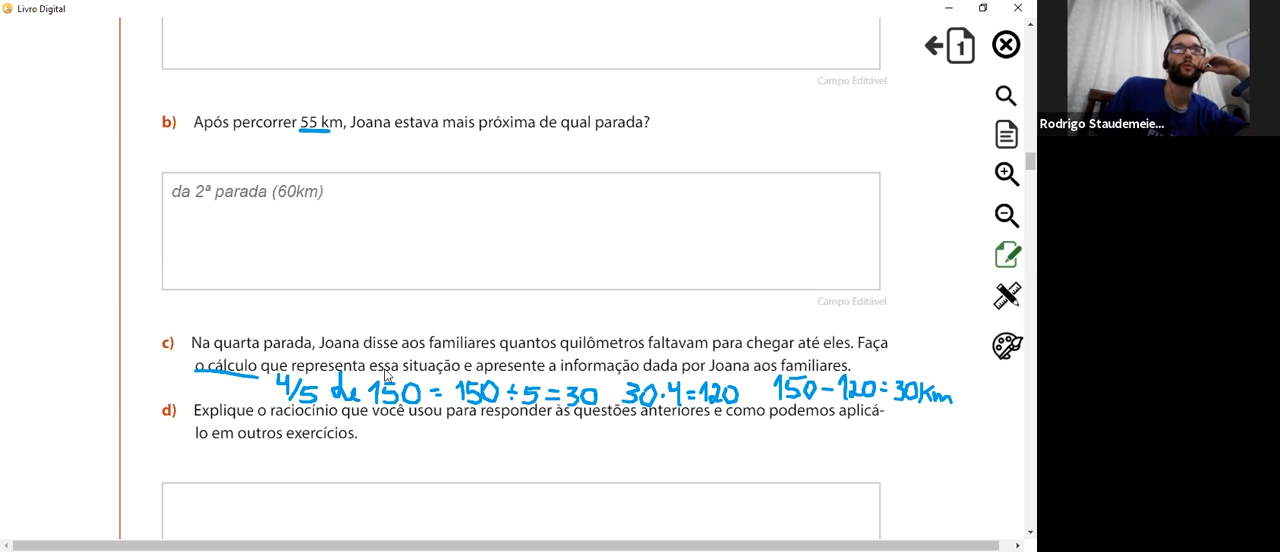 Livro Digital
Campo Editável
b) Após percorrer 55 km, Joana estava mais próxima de qual parada?
da 2ª parada (60km)
Campo Editável
c) Na quarta parada, Joana disse aos familiares quantos quilômetros faltavam para chegar até eles. Faça
o cálculo que representa essa situação e apresente a informação dada por Joana aos familiares.
4/5 de 150 = 150 ÷ 5 = 30 30 · 4 = 120 150 - 120 = 30 Km
d) Explique o raciocínio que você usou para responder às questões anteriores e como podemos aplicá-
lo em outros exercícios.
1
Rodrigo Staudemeie...